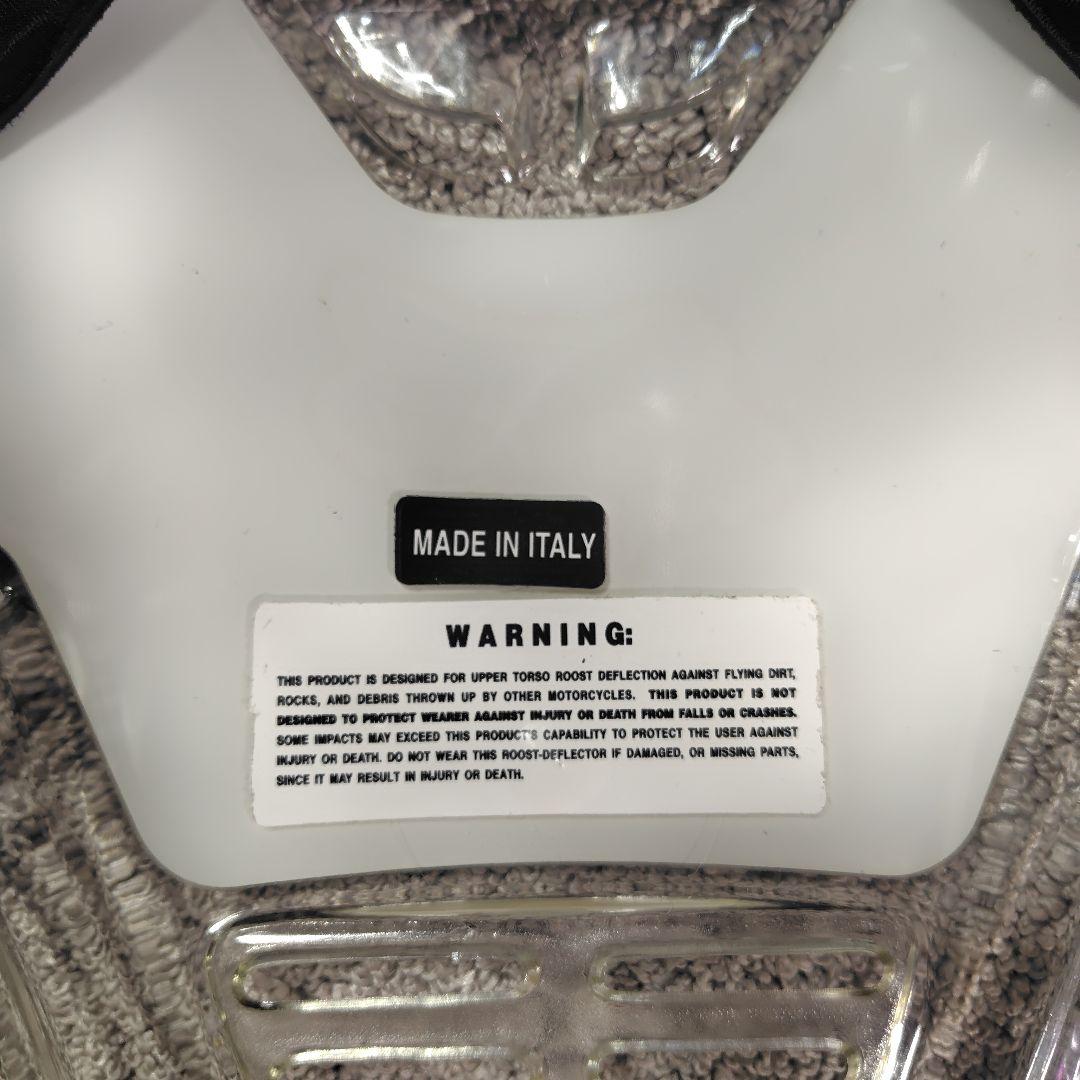 MADE IN ITALY
WARNING:
THIS PRODUCT IS DESIGNED FOR UPPER TORSO ROOST DEFLECTION AGAINST FLYING DIRT,
ROCKS, AND DEBRIS THROWN UP BY OTHER MOTORCYCLES. THIS PRODUCT IS NOT
DESIGNED TO PROTECT WEARER AGAINST INJURY OR DEATH FROM FALLS OR CRASHES.
SOME IMPACTS MAY EXCEED THIS PRODUCT'S CAPABILITY TO PROTECT THE USER AGAINST
INJURY OR DEATH. DO NOT WEAR THIS ROOST-DEFLECTOR IF DAMAGED, OR MISSING PARTS,
SINCE IT MAY RESULT IN INJURY OR DEATH.